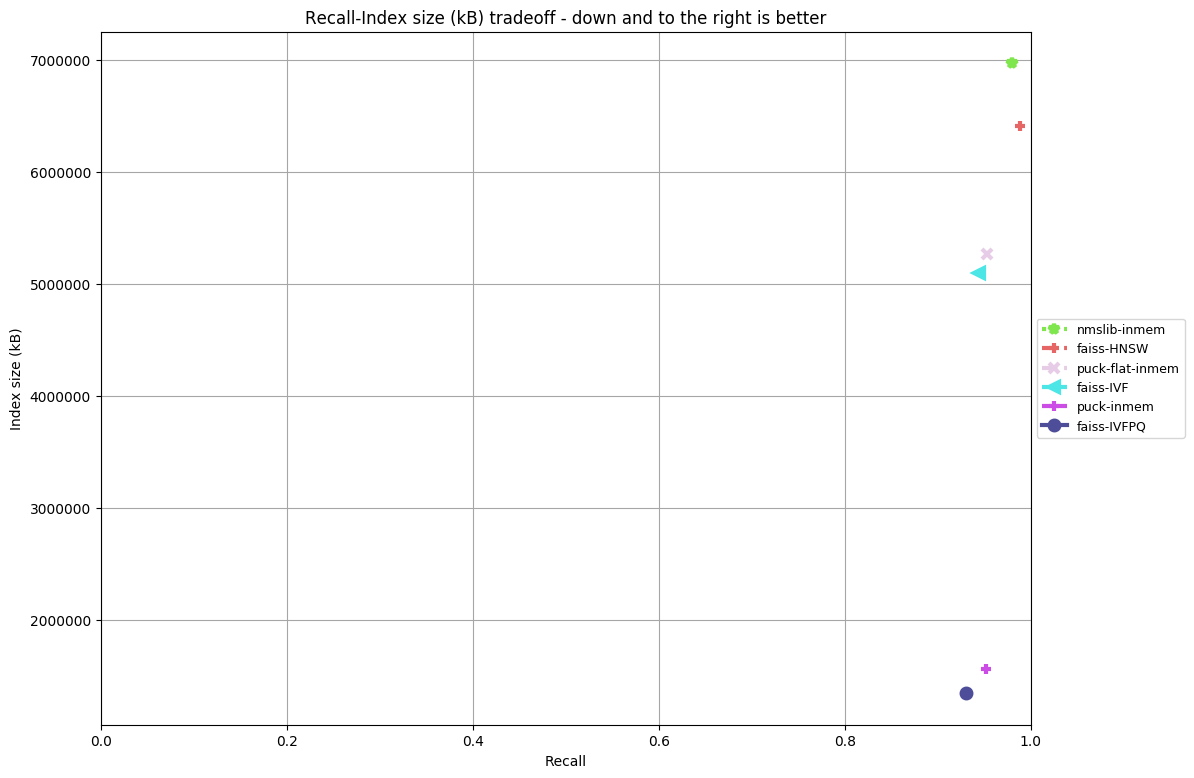 Recall-Index size (kB) tradeoff - down and to the right is better
7000000
6000000
5000000
4000000
3000000
2000000
Index size (kB)
0.0 0.2 0.4 0.6 0.8 1.0
Recall
nmslib-inmem
faiss-HNSW
puck-flat-inmem
faiss-IVF
puck-inmem
faiss-IVFPQ